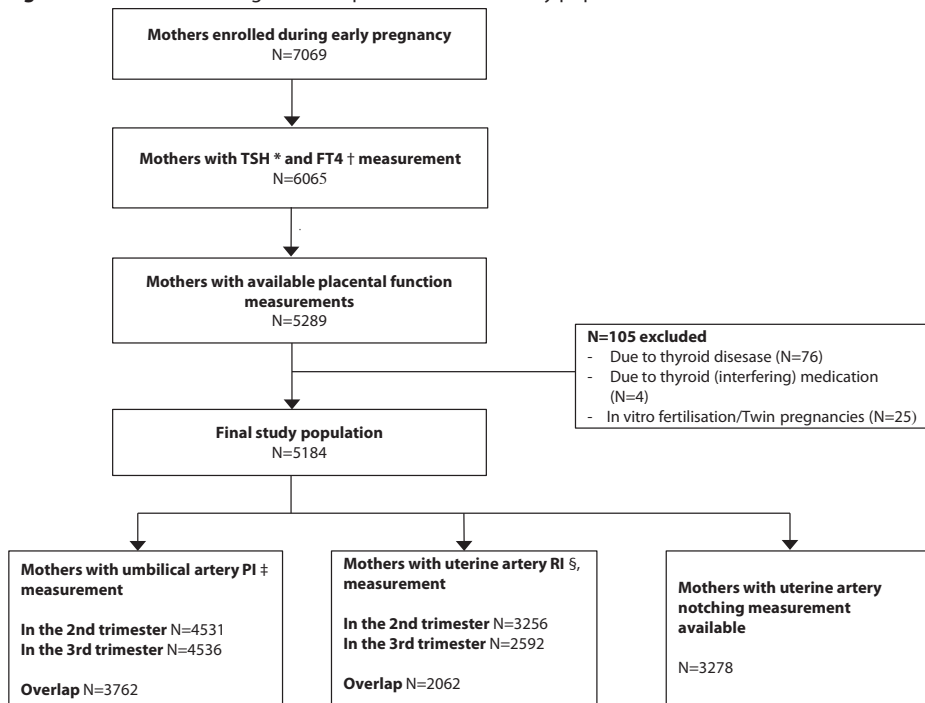 Mothers enrolled during early pregnancy
N=7069
Mothers with TSH * and FT4 † measurement
N=6065
Mothers with available placental function
measurements
N=5289
N=105 excluded
- Due to thyroid disesase (N=76)
- Due to thyroid (interfering) medication
(N=4)
- In vitro fertilisation/Twin pregnancies (N=25)
Final study population
N=5184
Mothers with umbilical artery PI ‡
measurement
In the 2nd trimester N=4531
In the 3rd trimester N=4536
Overlap N=3762
Mothers with uterine artery RI §,
measurement
In the 2nd trimester N=3256
In the 3rd trimester N=2592
Overlap N=2062
Mothers with uterine artery
notching measurement
available
N=3278